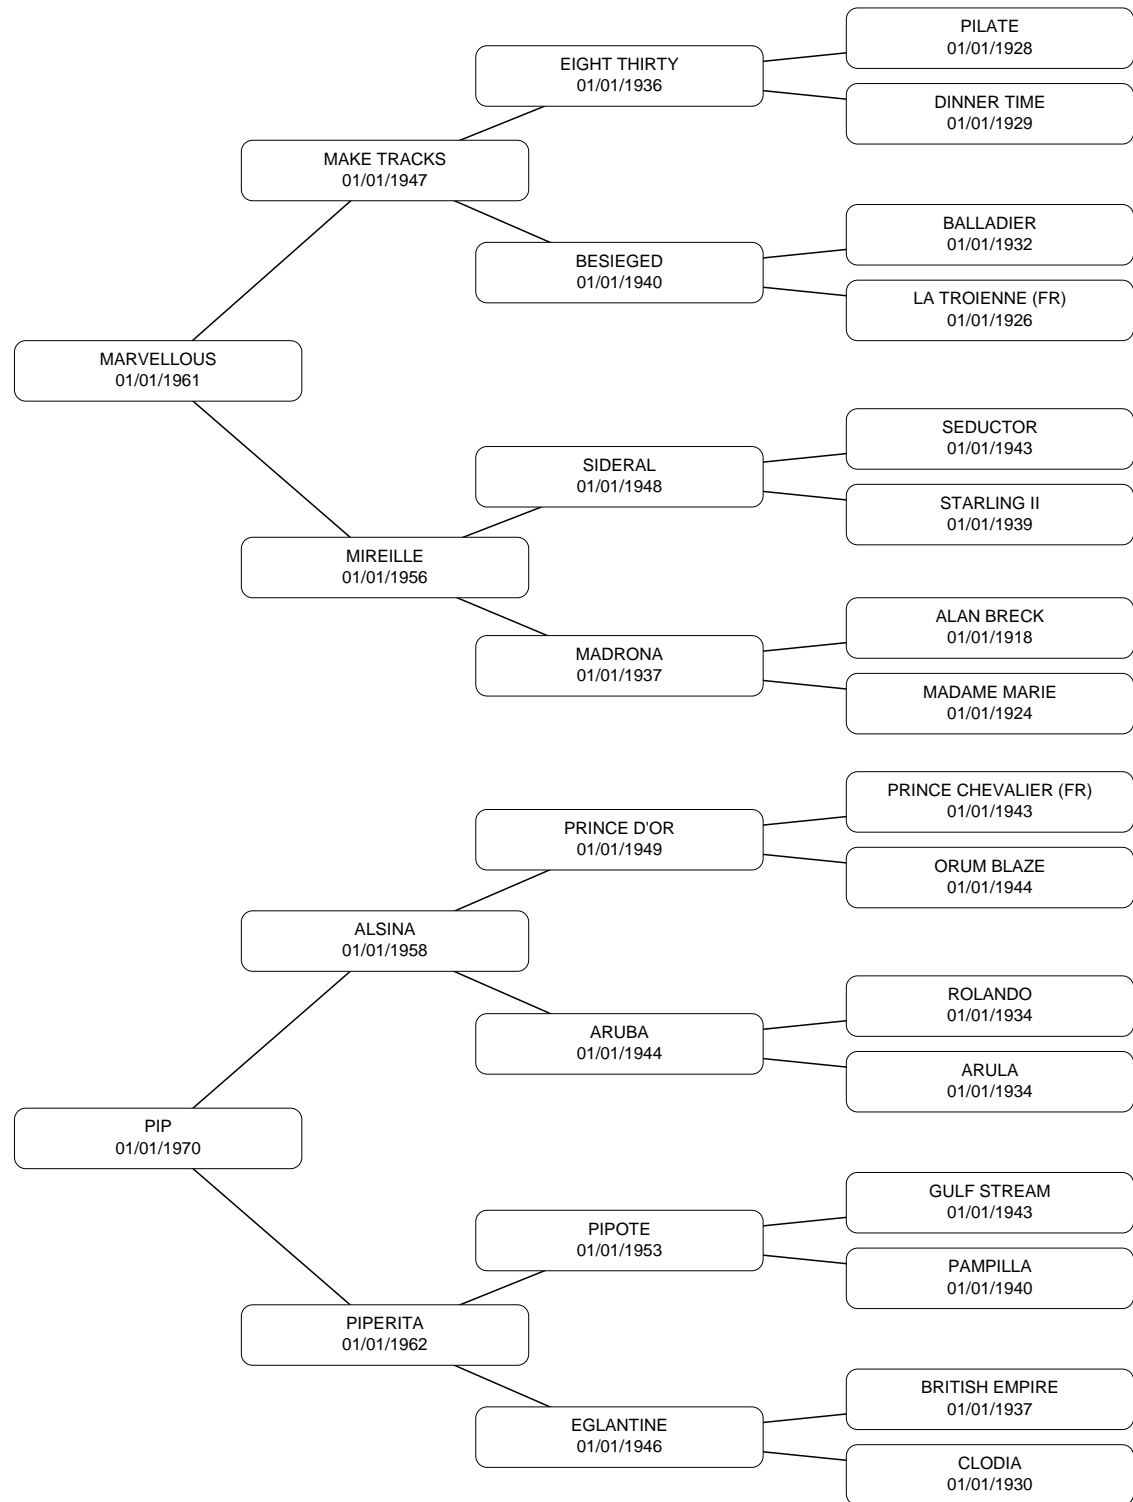 PILATE
01/01/1928
EIGHT THIRTY
01/01/1936
DINNER TIME
01/01/1929
MAKE TRACKS
01/01/1947
BALLADIER
01/01/1932
BESIEGED
01/01/1940
LA TROIENNE (FR)
01/01/1926
MARVELLOUS
01/01/1961
SEDUCTOR
01/01/1943
SIDERAL
01/01/1948
STARLING II
01/01/1939
MIREILLE
01/01/1956
ALAN BRECK
01/01/1918
MADRONA
01/01/1937
MADAME MARIE
01/01/1924
PRINCE CHEVALIER (FR)
01/01/1943
PRINCE D'OR
01/01/1949
ORUM BLAZE
01/01/1944
ALSINA
01/01/1958
ROLANDO
01/01/1934
ARUBA
01/01/1944
ARULA
01/01/1934
PIP
01/01/1970
GULF STREAM
01/01/1943
PIPOTE
01/01/1953
PAMPILLA
01/01/1940
PIPERITA
01/01/1962
BRITISH EMPIRE
01/01/1937
EGLANTINE
01/01/1946
CLODIA
01/01/1930